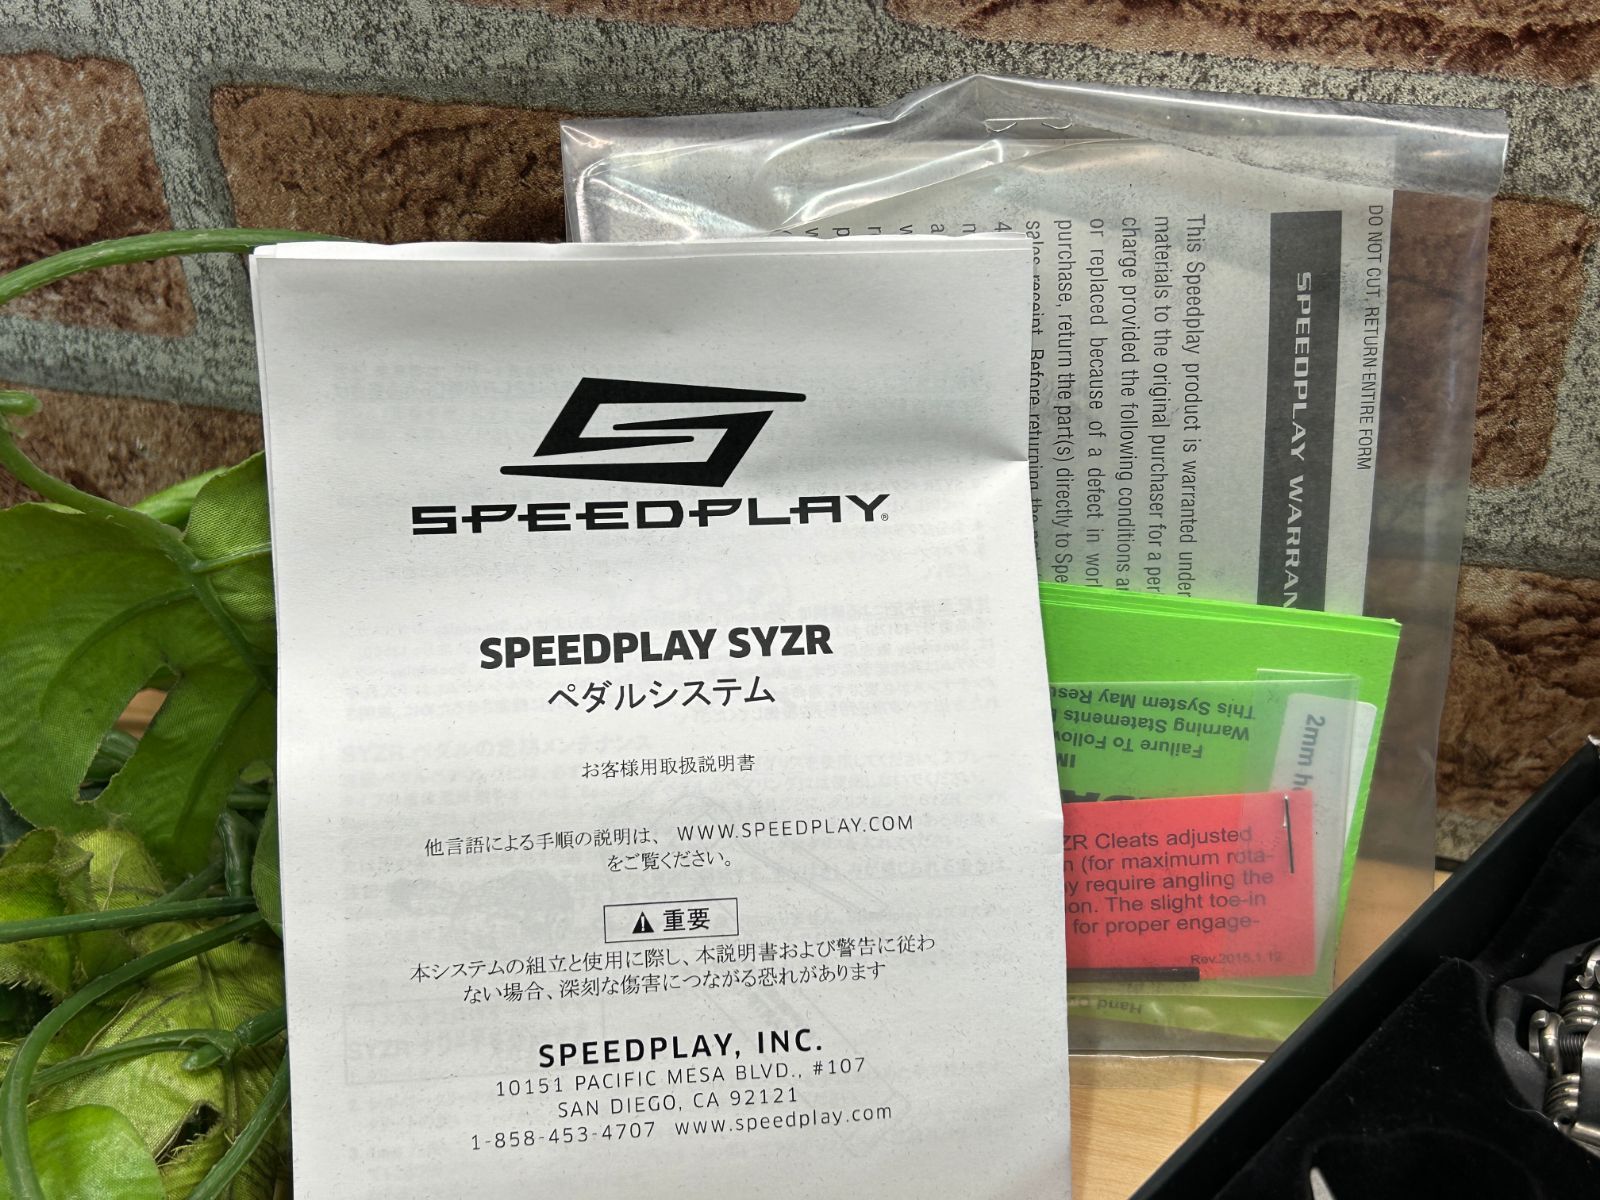 SPEEDPLAY®
SPEEDPLAY SYZR
ペダルシステム
お客様用取扱説明書
他言語による手順の説明は、 WWW.SPEEDPLAY.COM
をご覧ください。
⚠重要
本システムの組立と使用に際し、本説明書および警告に従わ
ない場合、深刻な傷害につながる恐れがあります
SPEEDPLAY, INC.
10151 PACIFIC MESA BLVD., #107
SAN DIEGO, CA 92121
1-858-453-4707 www.speedplay.com
DO NOT CUT, RETURN ENTIRE FORM
SPEEDPLAY WARRAN
This Speedplay product is warranted under
materials to the original purchaser for a per
charge provided the following conditions a
or replaced because of a defect in wor
purchase, return the part(s) directly to Spe
sales receipt. Before returning the
2mm h
Failure To Follow
Warning Statements
This System May Resu
ZR Cleats adjusted
n (for maximum rota-
y require angling the
on. The slight toe-in
for proper engage-
Rev.2015.1.12
Hand